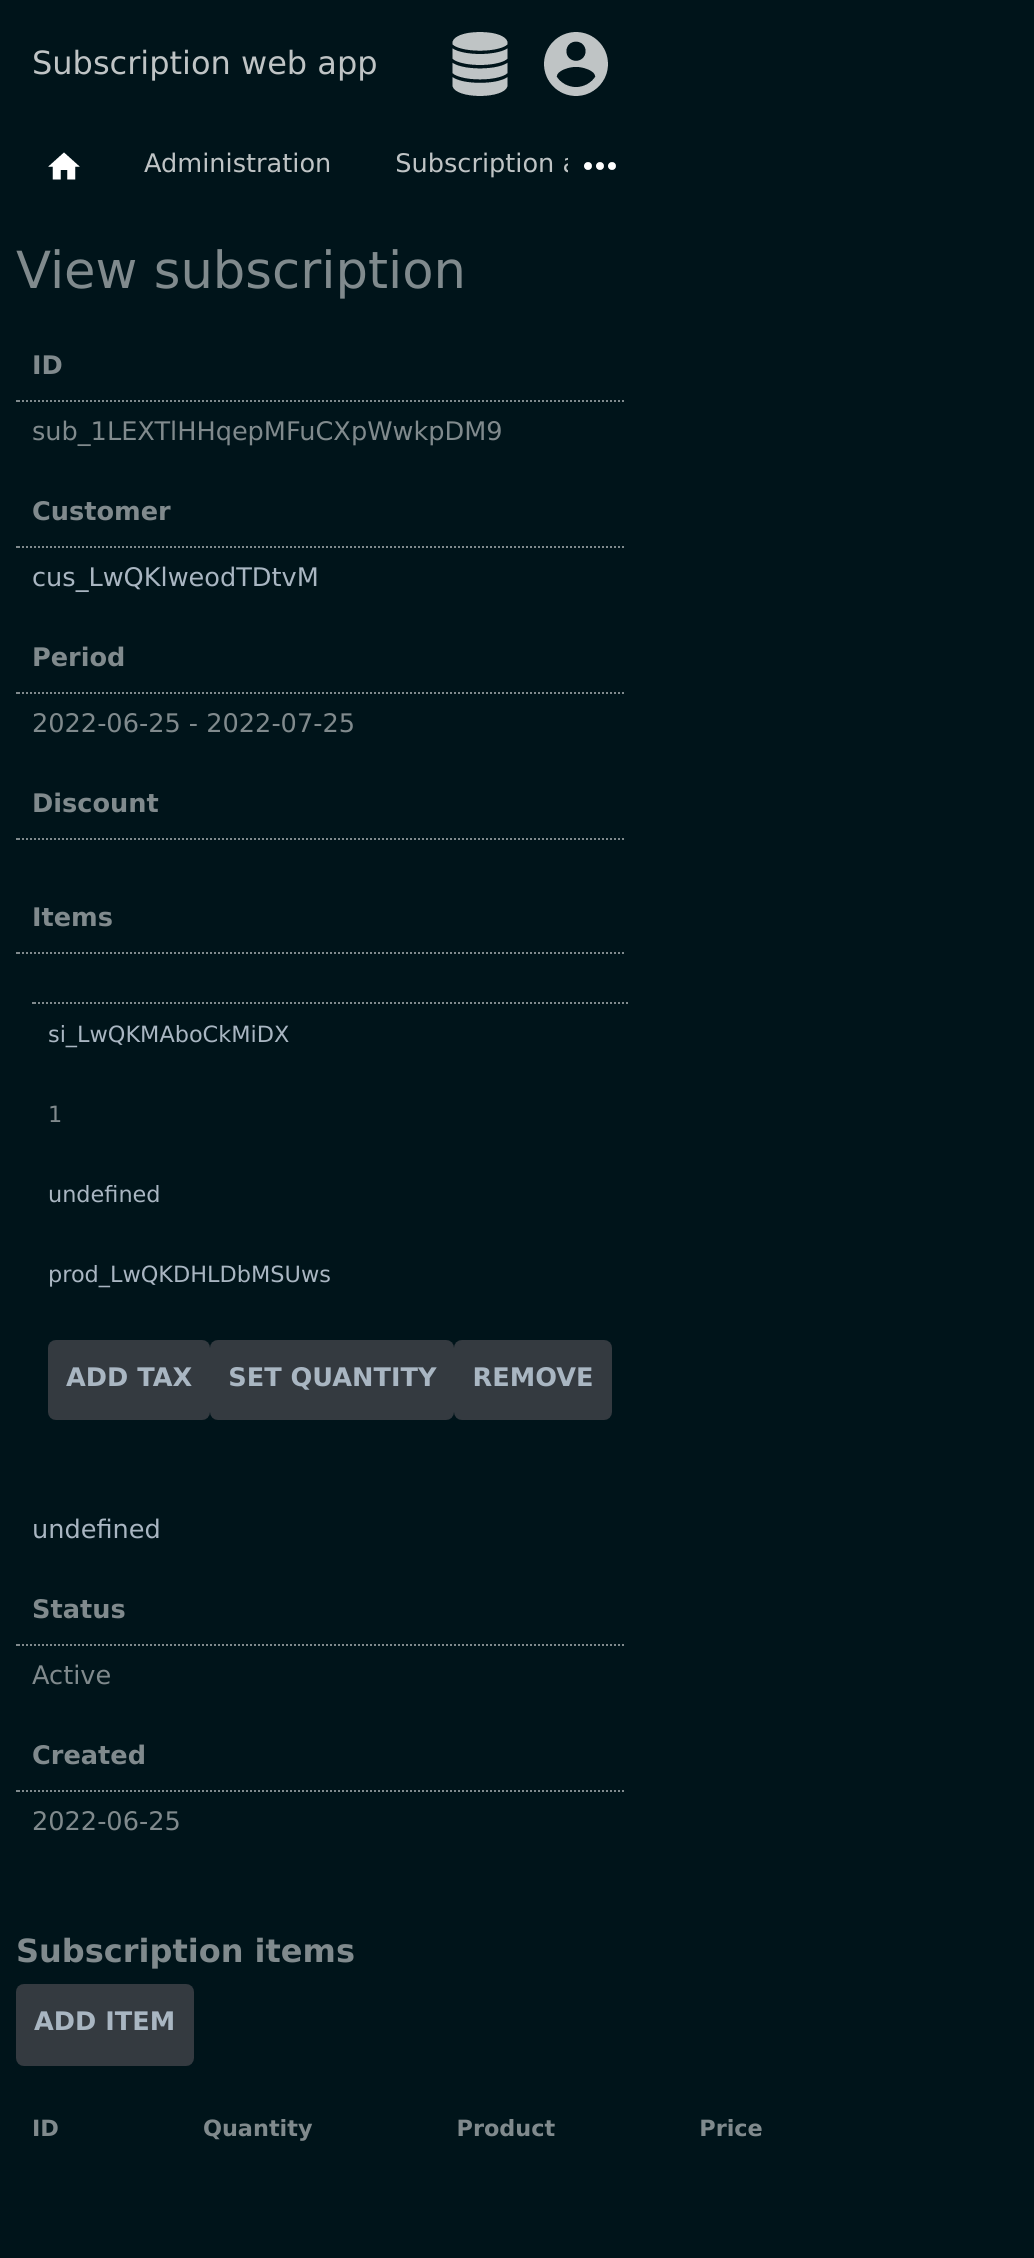 Subscription web app
Administration Subscription
View subscription
ID
sub_1LEXTlHHqepMFuCXpWwkpDM9
Customer
cus_LwQKlweodTDtvM
Period
2022-06-25 - 2022-07-25
Discount
Items
si_LwQKMAboCkMiDX
1
undefined
prod_LwQKDHLDbMSUws
ADD TAX SET QUANTITY REMOVE
undefined
Status
Active
Created
2022-06-25
Subscription items
ADD ITEM
ID Quantity Product Price